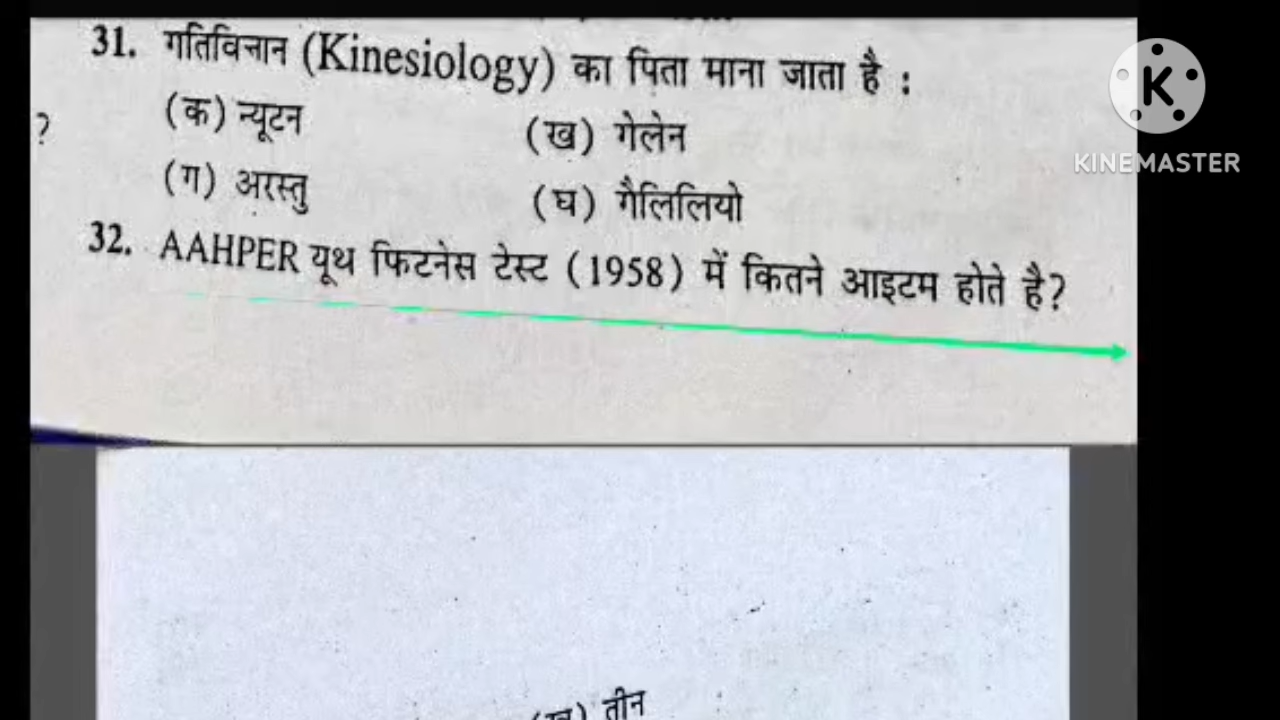 31. गतिविज्ञान (Kinesiology) का पिता माना जाता है :
(क) न्यूटन (ख) गेलेन
?
(ग) अरस्तु (घ) गैलिलियो
32. AAHPER यूथ फिटनेस टेस्ट (1958) में कितने आइटम होते है?
(ख) तीन
K
KINEMASTER